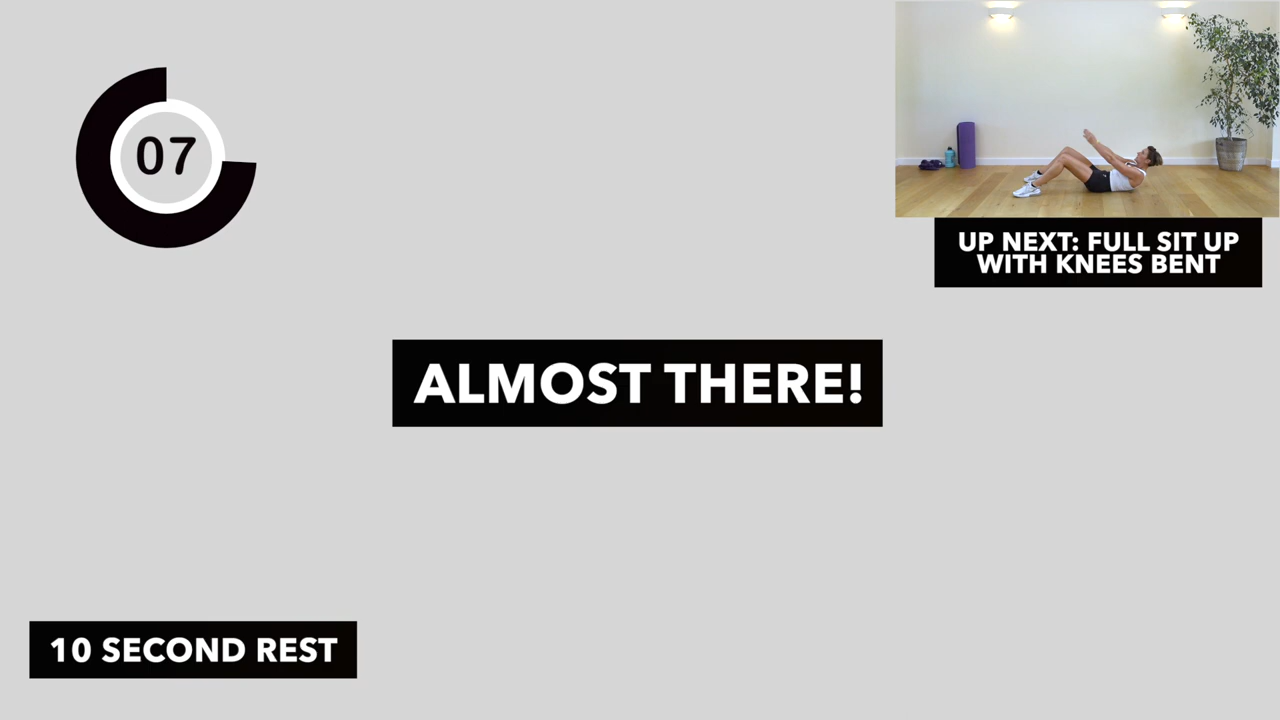 07
UP NEXT: FULL SIT UP
WITH KNEES BENT
ALMOST THERE!
10 SECOND REST